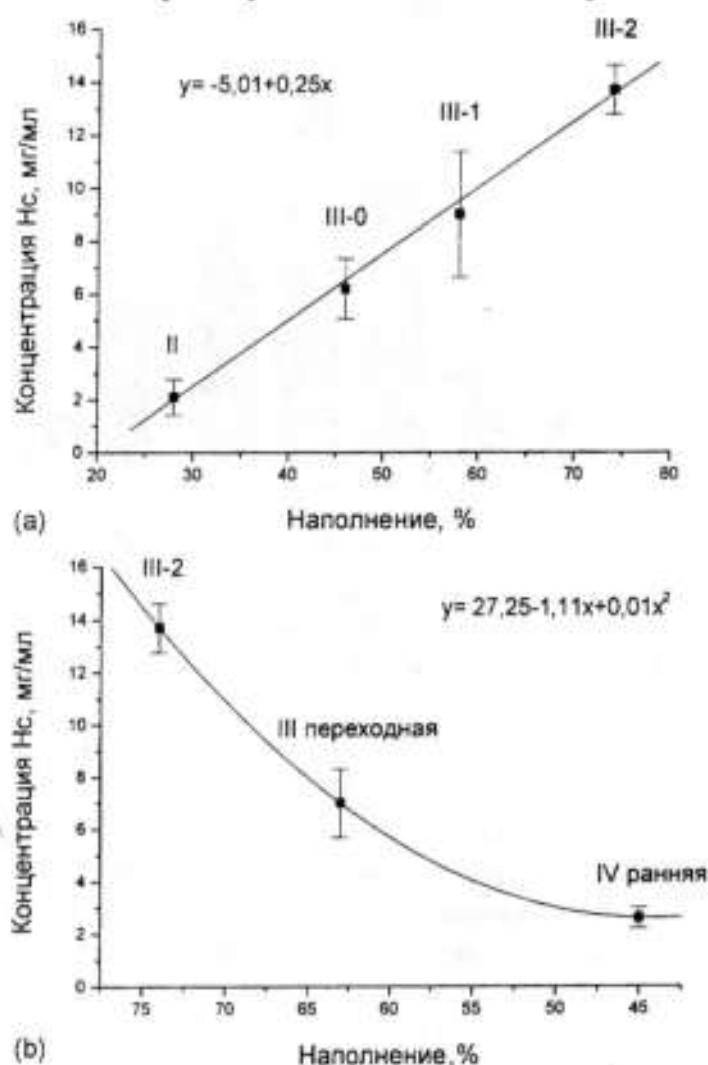 16
14
12
10
8
6
4
2
0
Концентрация Нс, мг/мл
y= -5,01+0,25x
II
III-0
III-1
III-2
20 30 40 50 60 70 80
(a)
Наполнение, %
16
14
12
10
8
6
4
2
0
Концентрация Нс, мг/мл
III-2
y= 27,25-1,11x+0,01x²
III переходная
IV ранняя
75 70 65 60 55 50 45
(b)
Наполнение,%